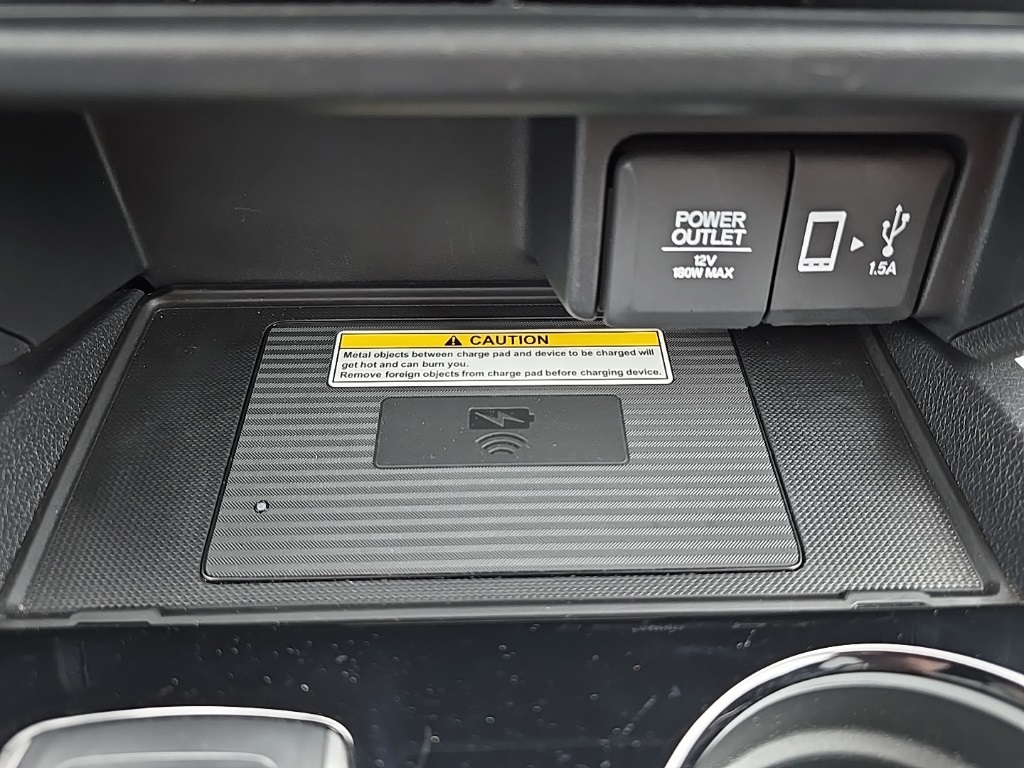 POWER
OUTLET
12V
180W MAX
1.5A
CAUTION
Metal objects between charge pad and device to be charged will
get hot and can burn you.
Remove foreign objects from charge pad before charging device.